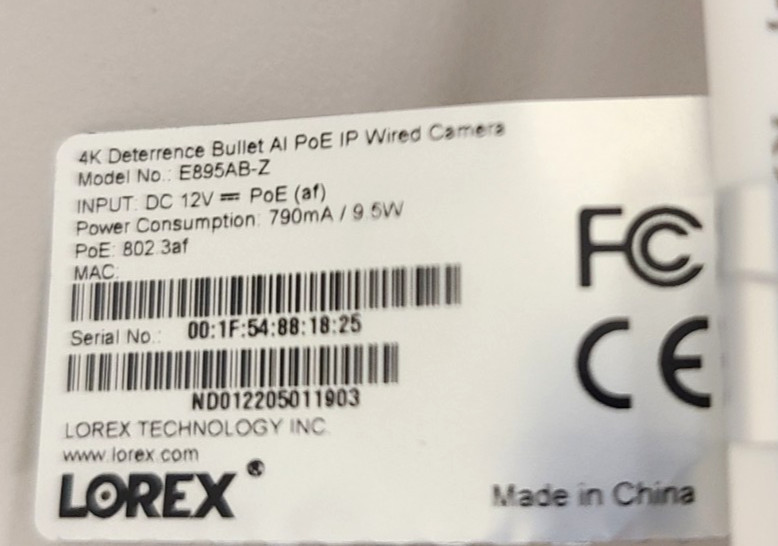 4K Deterrence Bullet AI PoE IP Wired Camera
Model No.: E895AB-Z
INPUT: DC 12V ⎓ PoE (af)
Power Consumption: 790mA / 9.5W
PoE: 802.3af
MAC:
00:1F:54:88:18:25
Serial No.:
ND012205011903
LOREX TECHNOLOGY INC.
www.lorex.com
LOREX®
FC
CE
Made in China